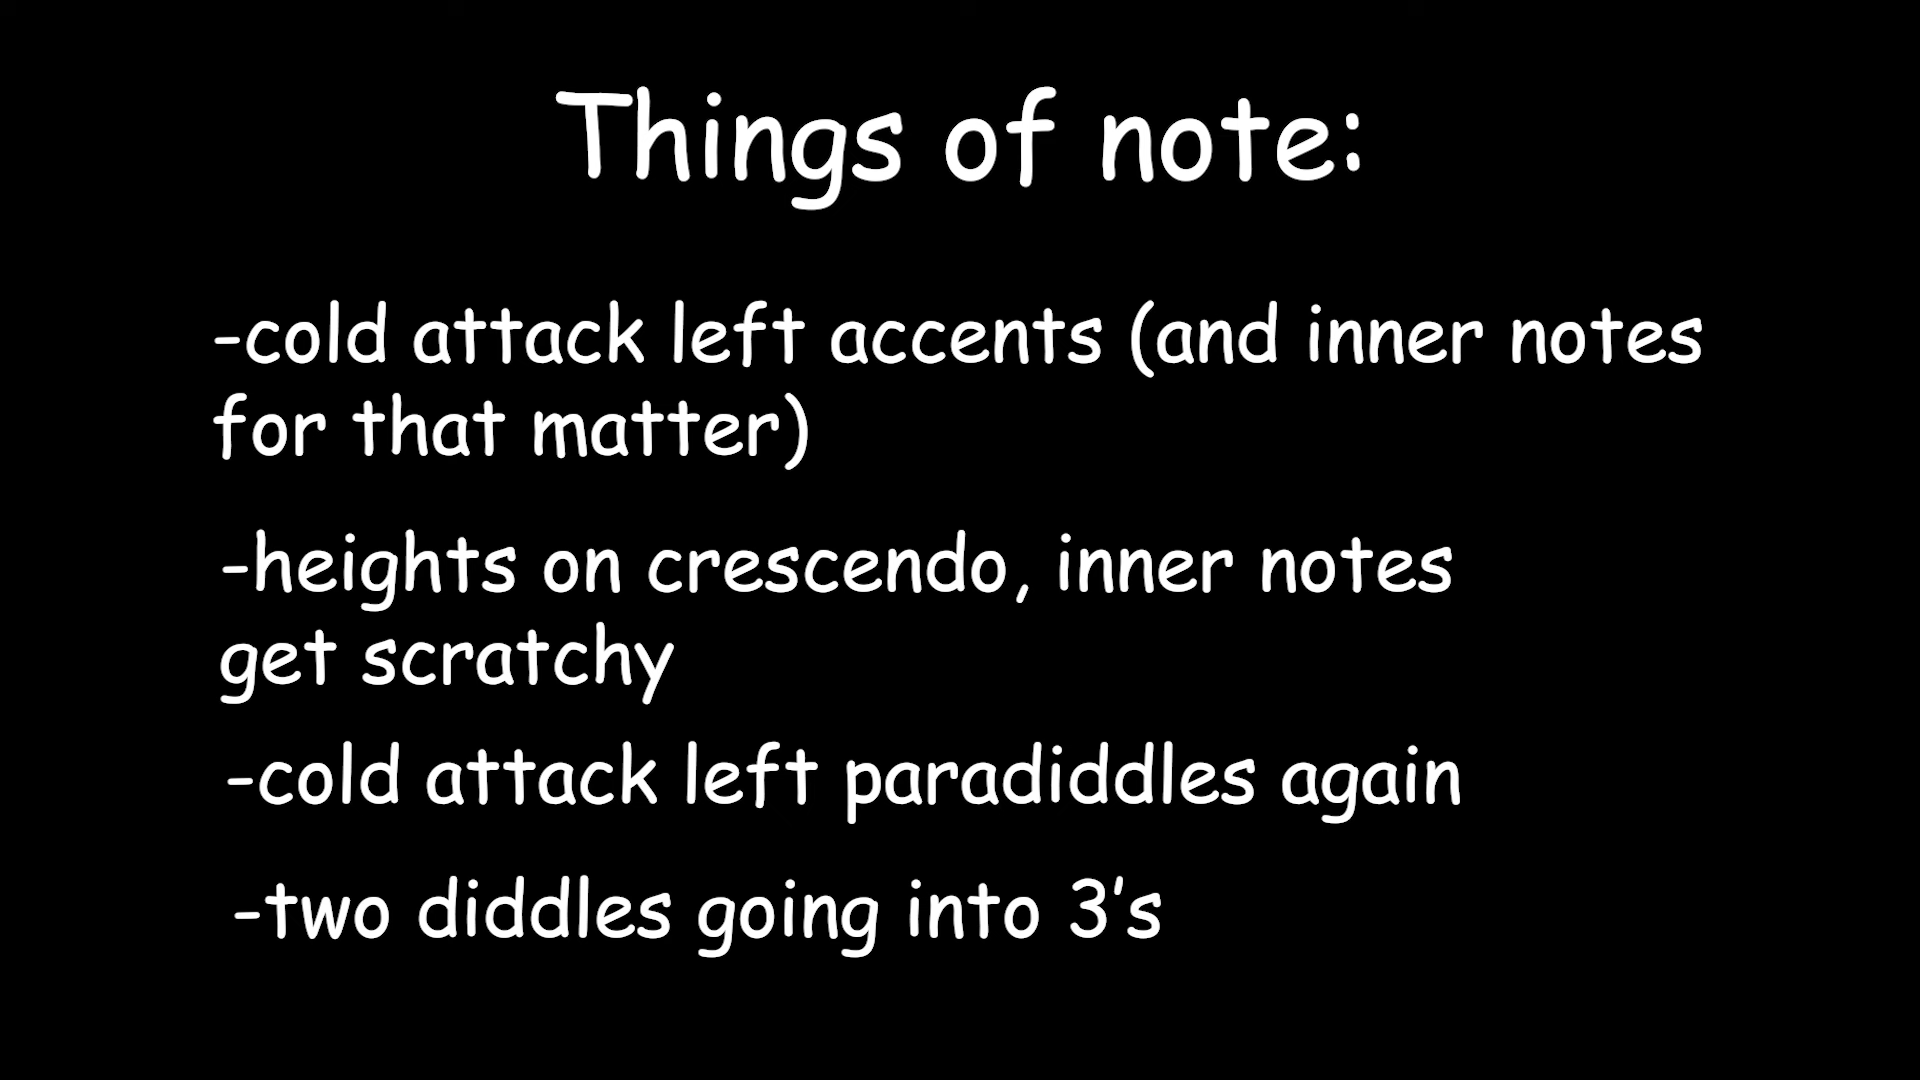 Things of note:
-cold attack left accents (and inner notes
for that matter)
-heights on crescendo, inner notes
get scratchy
-cold attack left paradiddles again
-two diddles going into 3's